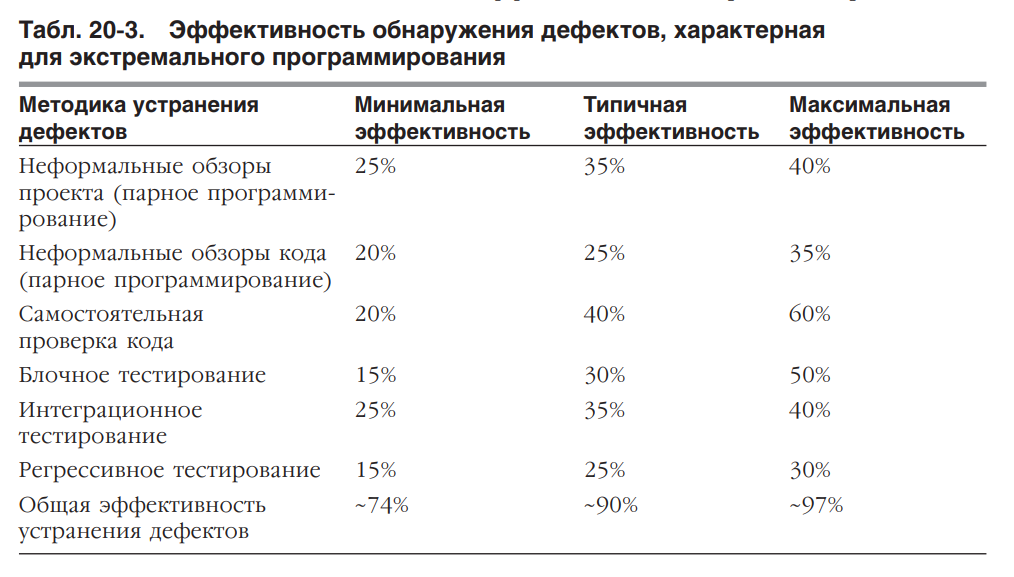 Табл. 20-3. Эффективность обнаружения дефектов, характерная
для экстремального программирования
Методика устранения
дефектов
Минимальная
эффективность
Типичная
эффективность
Максимальная
эффективность
Неформальные обзоры 25% 35% 40%
проекта (парное программи-
рование)
Неформальные обзоры кода 20% 25% 35%
(парное программирование)
Самостоятельная 20% 40% 60%
проверка кода
Блочное тестирование 15% 30% 50%
Интеграционное 25% 35% 40%
тестирование
Регрессивное тестирование 15% 25% 30%
Общая эффективность ~74% ~90% ~97%
устранения дефектов